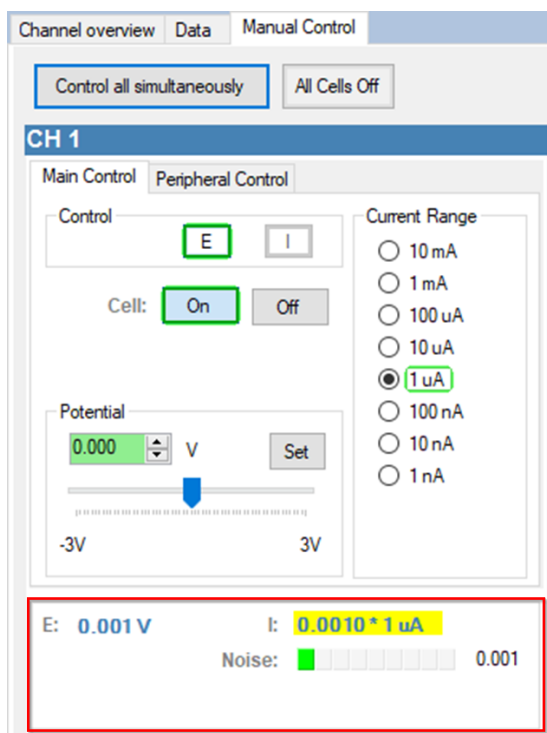 Channel overview Data Manual Control
Control all simultaneously All Cells Off
CH 1
Main Control Peripheral Control
Control
E I
Cell: On Off
Current Range
10 mA
1 mA
100 uA
10 uA
1 uA
100 nA
10 nA
1 nA
Potential
0.000 V Set
-3V 3V
E: 0.001 V I: 0.0010 * 1 uA
Noise: 0.001